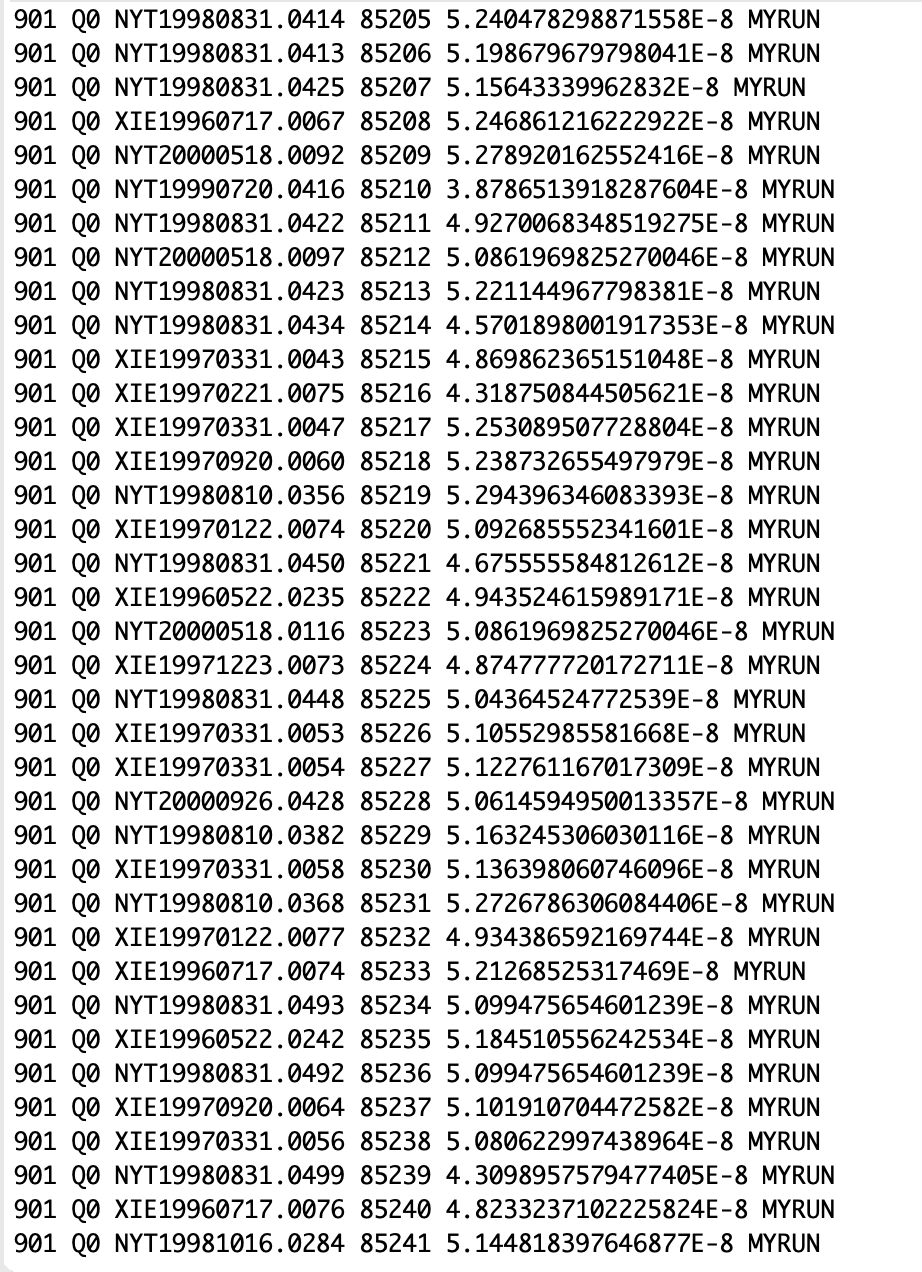 901 Q0 NYT19980831.0414 85205 5.240478298871558E-8 MYRUN
901 Q0 NYT19980831.0413 85206 5.198679679798041E-8 MYRUN
901 Q0 NYT19980831.0425 85207 5.15643339962832E-8 MYRUN
901 Q0 XIE19960717.0067 85208 5.246861216222922E-8 MYRUN
901 Q0 NYT20000518.0092 85209 5.278920162552416E-8 MYRUN
901 Q0 NYT19990720.0416 85210 3.8786513918287604E-8 MYRUN
901 Q0 NYT19980831.0422 85211 4.9270068348519275E-8 MYRUN
901 Q0 NYT20000518.0097 85212 5.0861969825270046E-8 MYRUN
901 Q0 NYT19980831.0423 85213 5.221144967798381E-8 MYRUN
901 Q0 NYT19980831.0434 85214 4.5701898001917353E-8 MYRUN
901 Q0 XIE19970331.0043 85215 4.869862365151048E-8 MYRUN
901 Q0 XIE19970221.0075 85216 4.318750844505621E-8 MYRUN
901 Q0 XIE19970331.0047 85217 5.253089507728804E-8 MYRUN
901 Q0 XIE19970920.0060 85218 5.238732655497979E-8 MYRUN
901 Q0 NYT19980810.0356 85219 5.294396346083393E-8 MYRUN
901 Q0 XIE19970122.0074 85220 5.092685552341601E-8 MYRUN
901 Q0 NYT19980831.0450 85221 4.675555584812612E-8 MYRUN
901 Q0 XIE19960522.0235 85222 4.943524615989171E-8 MYRUN
901 Q0 NYT20000518.0116 85223 5.0861969825270046E-8 MYRUN
901 Q0 XIE19971223.0073 85224 4.874777720172711E-8 MYRUN
901 Q0 NYT19980831.0448 85225 5.04364524772539E-8 MYRUN
901 Q0 XIE19970331.0053 85226 5.10552985581668E-8 MYRUN
901 Q0 XIE19970331.0054 85227 5.122761167017309E-8 MYRUN
901 Q0 NYT20000926.0428 85228 5.0614594950013357E-8 MYRUN
901 Q0 NYT19980810.0382 85229 5.163245306030116E-8 MYRUN
901 Q0 XIE19970331.0058 85230 5.136398060746096E-8 MYRUN
901 Q0 NYT19980810.0368 85231 5.2726786306084406E-8 MYRUN
901 Q0 XIE19970122.0077 85232 4.934386592169744E-8 MYRUN
901 Q0 XIE19960717.0074 85233 5.21268525317469E-8 MYRUN
901 Q0 NYT19980831.0493 85234 5.099475654601239E-8 MYRUN
901 Q0 XIE19960522.0242 85235 5.184510556242534E-8 MYRUN
901 Q0 NYT19980831.0492 85236 5.099475654601239E-8 MYRUN
901 Q0 XIE19970920.0064 85237 5.101910704472582E-8 MYRUN
901 Q0 XIE19970331.0056 85238 5.080622997438964E-8 MYRUN
901 Q0 NYT19980831.0499 85239 4.3098957579477405E-8 MYRUN
901 Q0 XIE19960717.0076 85240 4.8233237102225824E-8 MYRUN
901 Q0 NYT19981016.0284 85241 5.144818397646877E-8 MYRUN